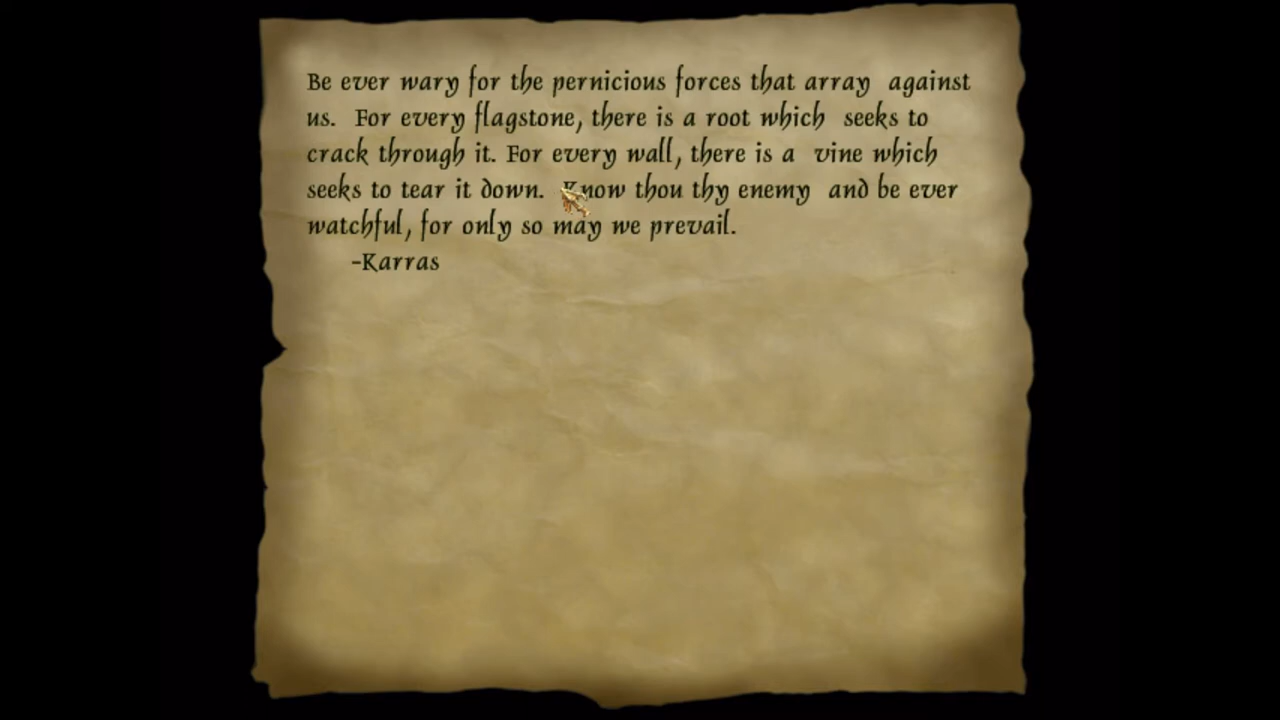 Be ever wary for the pernicious forces that array against
us. For every flagstone, there is a root which seeks to
crack through it. For every wall, there is a vine which
seeks to tear it down. Know thou thy enemy and be ever
watchful, for only so may we prevail.
-Karras